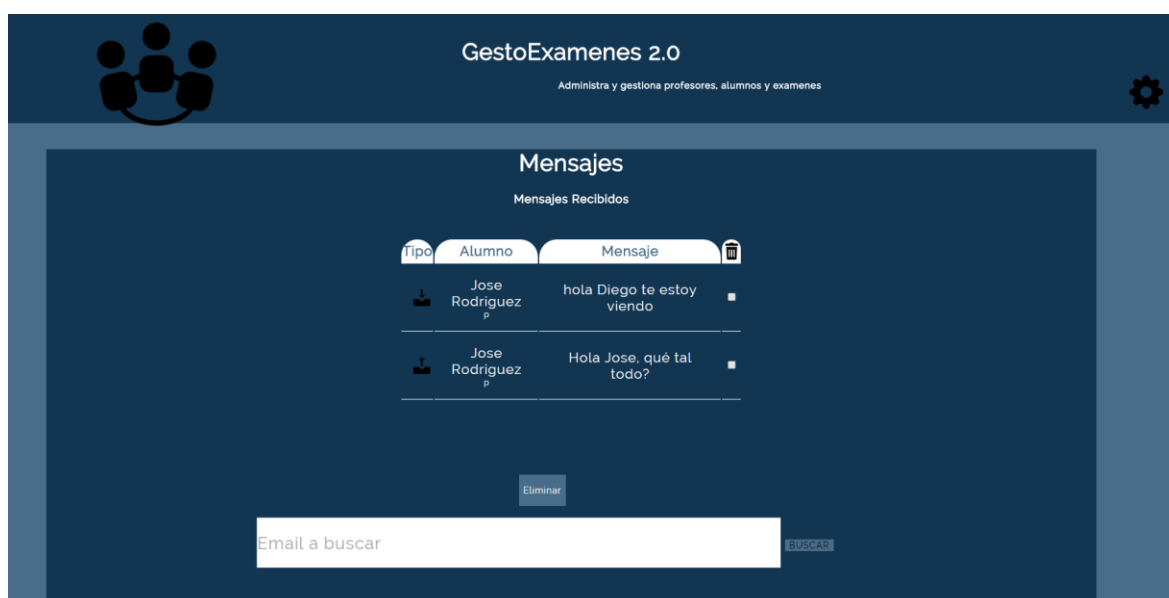 GestoExamenes 2.0
Administra y gestiona profesores, alumnos y examenes
Mensajes
Mensajes Recibidos
Tipo Alumno Mensaje
Jose
Rodriguez
P
hola Diego te estoy
viendo
Jose
Rodriguez
P
Hola Jose, qué tal
todo?
Eliminar
Email a buscar
BUSCAR